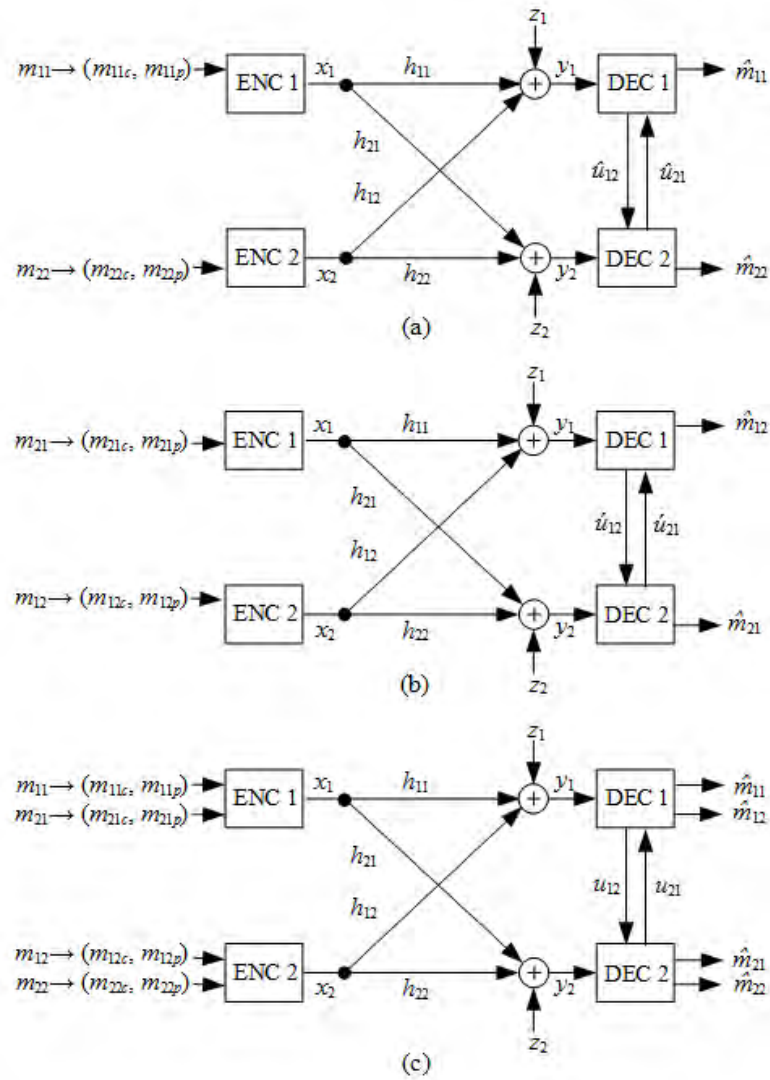 z₁
m₁₁→ (m₁₁c, m₁₁p) ENC 1 x₁ h₁₁ + y₁ DEC 1 m̂₁₁
h₂₁
h₁₂
û₁₂ û₂₁
m₂₂→ (m₂₂c, m₂₂p) ENC 2 x₂ h₂₂ + y₂ DEC 2 m̂₂₂
z₂
(a)
z₁
m₂₁→ (m₂₁c, m₂₁p) ENC 1 x₁ h₁₁ + y₁ DEC 1 m̂₁₂
h₂₁
h₁₂
ú₁₂ ú₂₁
m₁₂→ (m₁₂c, m₁₂p) ENC 2 x₂ h₂₂ + y₂ DEC 2 m̂₂₁
z₂
(b)
z₁
m₁₁→ (m₁₁c, m₁₁p) ENC 1 x₁ h₁₁ + y₁ DEC 1 m̂₁₁
m₂₁→ (m₂₁c, m₂₁p) m̂₁₂
h₂₁
h₁₂
u₁₂ u₂₁
m₁₂→ (m₁₂c, m₁₂p) ENC 2 x₂ h₂₂ + y₂ DEC 2 m̂₂₁
m₂₂→ (m₂₂c, m₂₂p) m̂₂₂
z₂
(c)